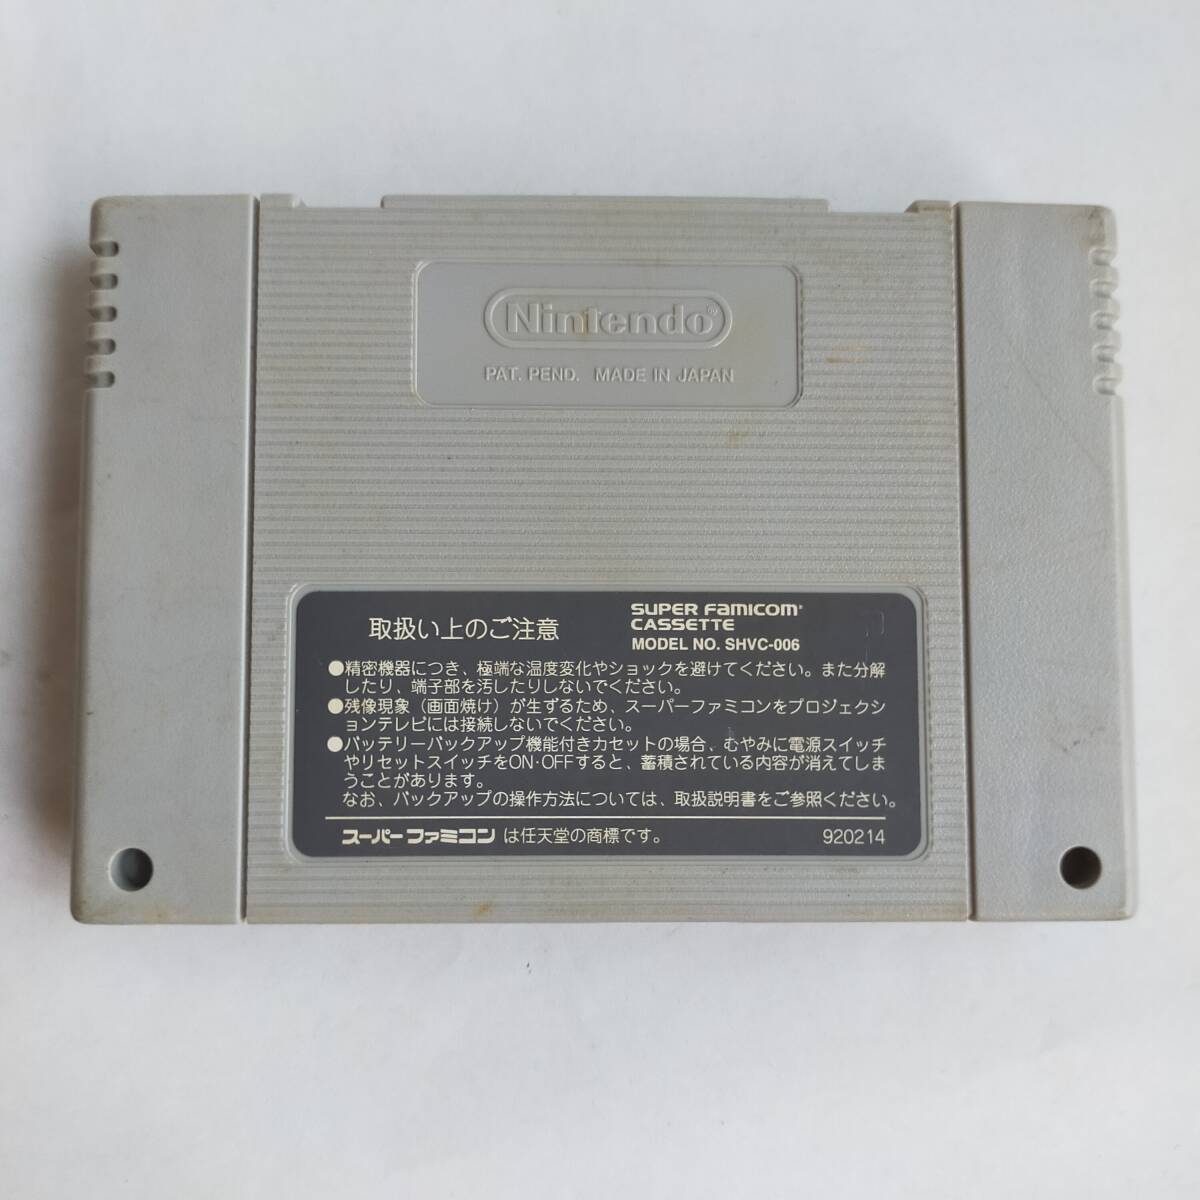 Nintendo®
PAT. PEND. MADE IN JAPAN
取扱い上のご注意
SUPER FAMICOM®
CASSETTE
MODEL NO. SHVC-006
●精密機器につき、極端な温度変化やショックを避けてください。また分解
したり、端子部を汚したりしないでください。
●残像現象（画面焼け）が生ずるため、スーパーファミコンをプロジェクシ
ョンテレビには接続しないでください。
●バッテリーバックアップ機能付きカセットの場合、むやみに電源スイッチ
やリセットスイッチをON・OFFすると、蓄積されている内容が消えてしま
うことがあります。
なお、バックアップの操作方法については、取扱説明書をご参照ください。
スーパーファミコン は任天堂の商標です。 920214